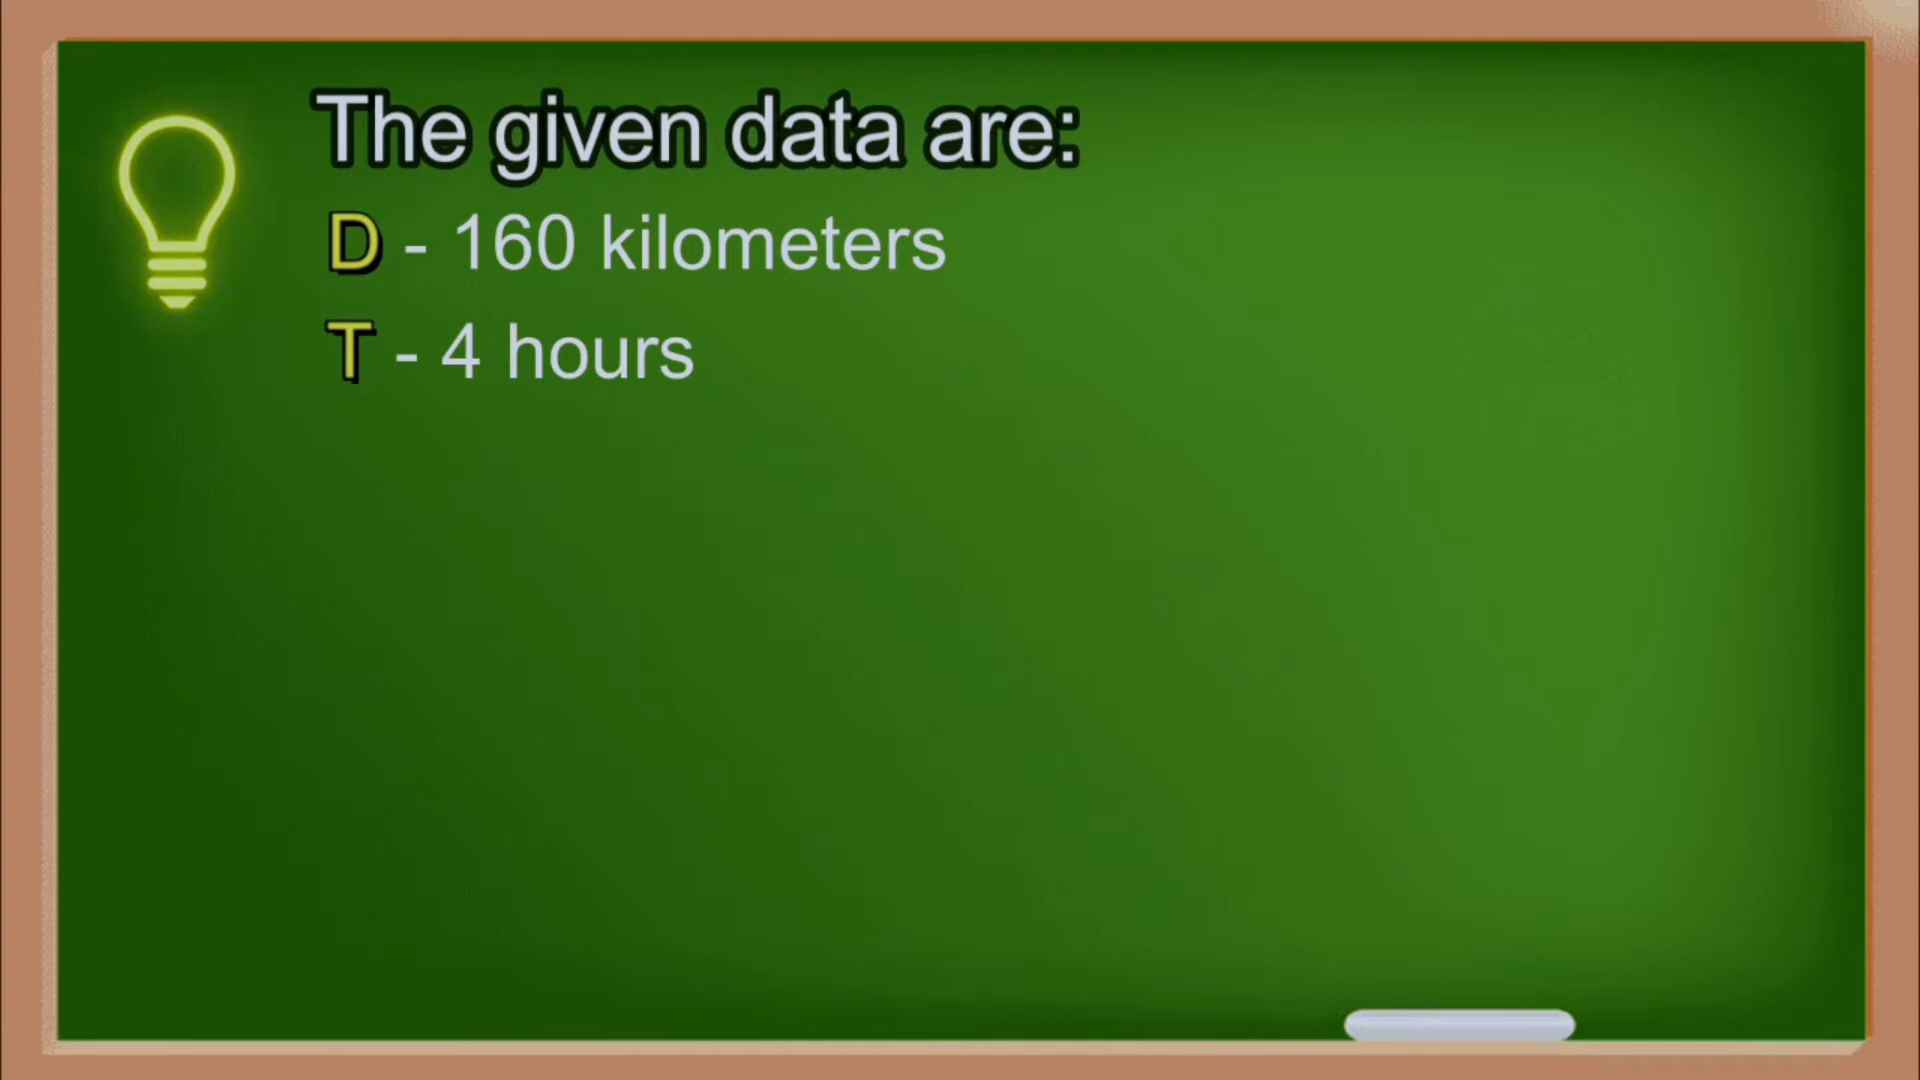 The given data are:
D - 160 kilometers
T - 4 hours